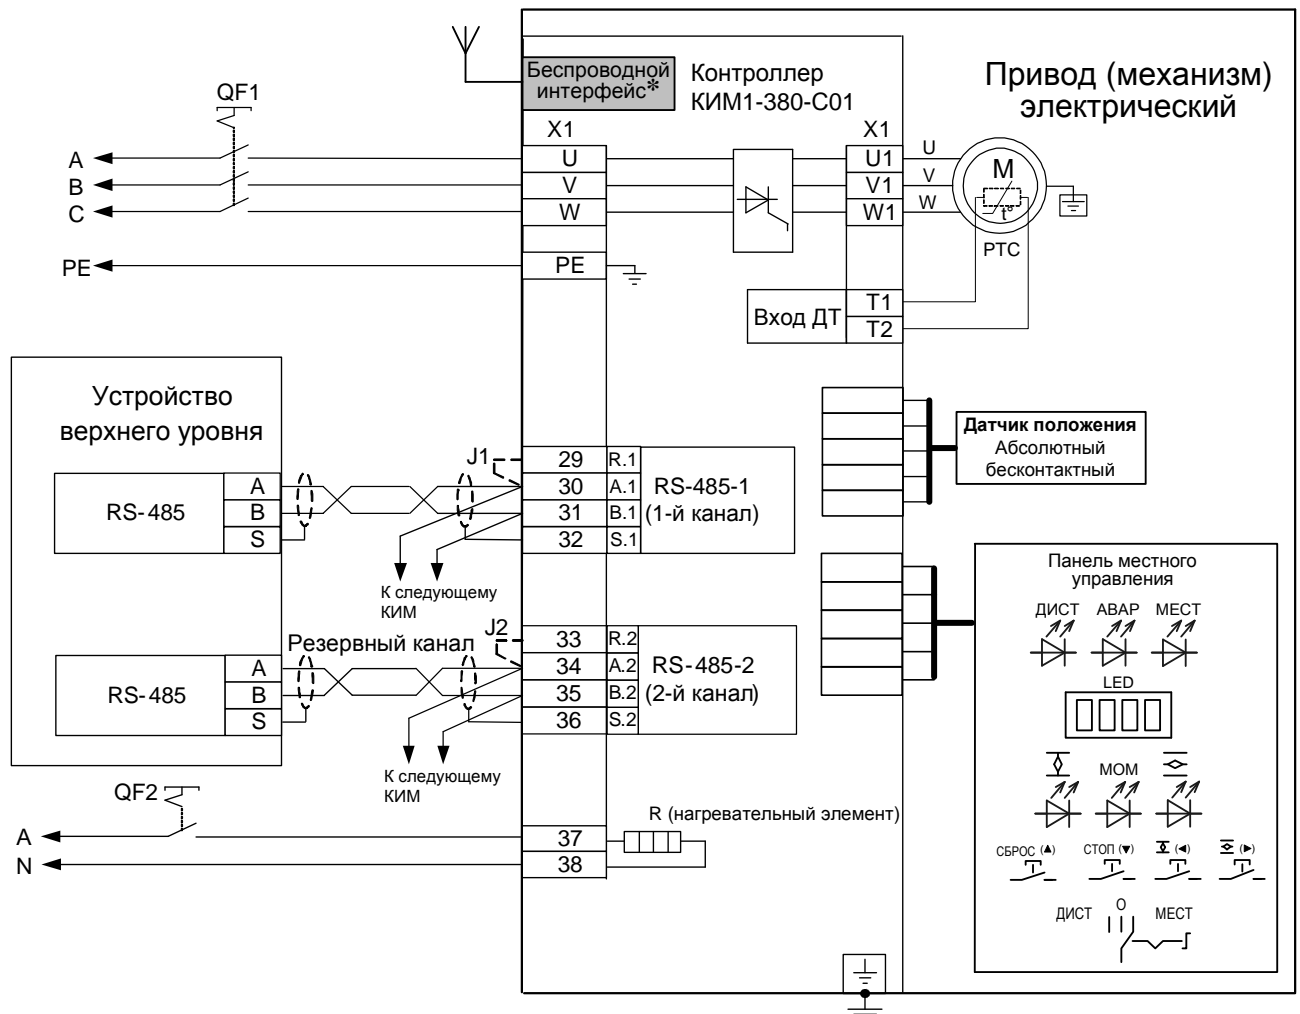 Беспроводной
интерфейс*
Контроллер
КИМ1-380-С01
Привод (механизм)
электрический
QF1
X1
X1
A
U
U1
U
B
V
V1
V
C
W
W1
W
M
t°
PTC
PE
PE
Вход ДТ
T1
T2
Устройство
верхнего уровня
Датчик положения
Абсолютный
бесконтактный
J1
RS-485
A
B
S
29
R.1
30
A.1
31
B.1
32
S.1
RS-485-1
(1-й канал)
К следующему
КИМ
Резервный канал
J2
RS-485
A
B
S
33
R.2
34
A.2
35
B.2
36
S.2
RS-485-2
(2-й канал)
К следующему
КИМ
QF2
A
N
37
38
R (нагревательный элемент)
Панель местного
управления
ДИСТ АВАР МЕСТ
LED
МОМ
СБРОС (▲)
СТОП (▼)
(◄)
(►)
ДИСТ
O
МЕСТ